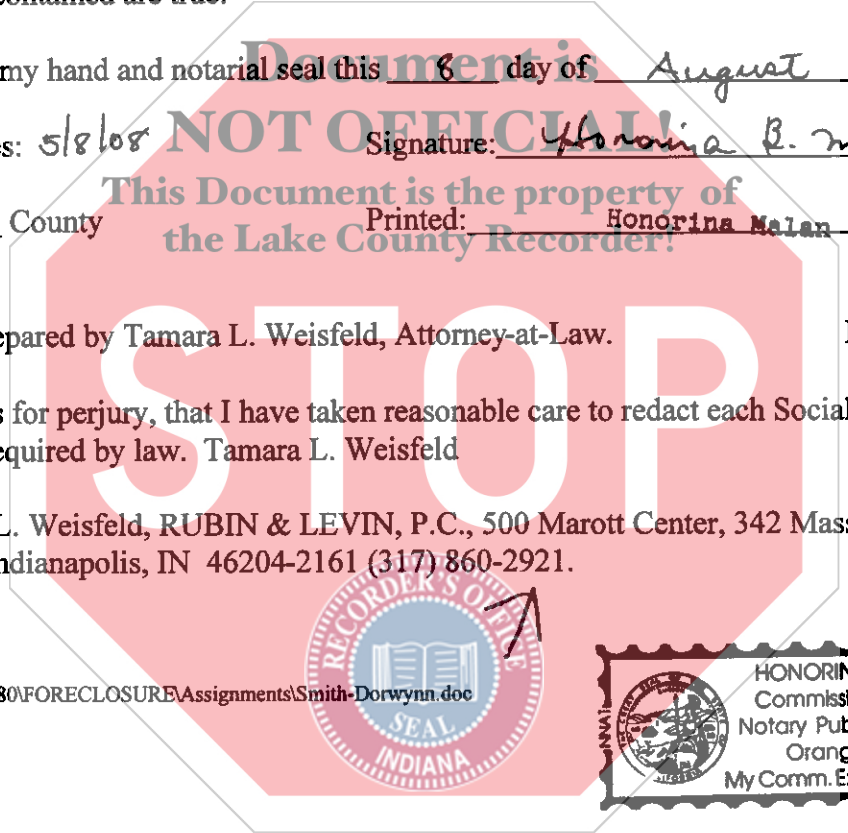 contained are true.
my hand and notarial seal this 8 day of August
es: 5/8/08 Signature: Honorina B. M
County Printed: Honorina Malan
epared by Tamara L. Weisfeld, Attorney-at-Law.
s for perjury, that I have taken reasonable care to redact each Social
equired by law. Tamara L. Weisfeld
L. Weisfeld, RUBIN & LEVIN, P.C., 500 Marott Center, 342 Mass
ndianapolis, IN 46204-2161 (317) 860-2921.
80\FORECLOSURE\Assignments\Smith-Dorwynn.doc
HONORIN
Commissi
Notary Pub
Orang
My Comm. E
Document is
NOT OFFICIAL!
This Document is the property of
the Lake County Recorder!
STOP
RECORDER'S OFFICE
SEAL
INDIANA